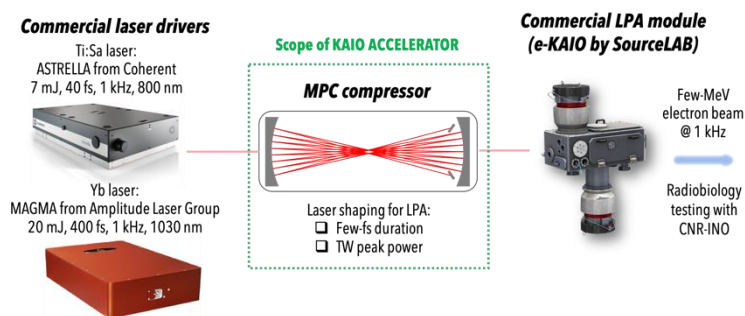 Commercial laser drivers
Ti:Sa laser:
ASTRELLA from Coherent
7 mJ, 40 fs, 1 kHz, 800 nm
Yb laser:
MAGMA from Amplitude Laser Group
20 mJ, 400 fs, 1 kHz, 1030 nm
Scope of KAIO ACCELERATOR
MPC compressor
Laser shaping for LPA:
❑ Few-fs duration
❑ TW peak power
Commercial LPA module
(e-KAIO by SourceLAB)
Few-MeV
electron beam
@ 1 kHz
Radiobiology
testing with
CNR-INO